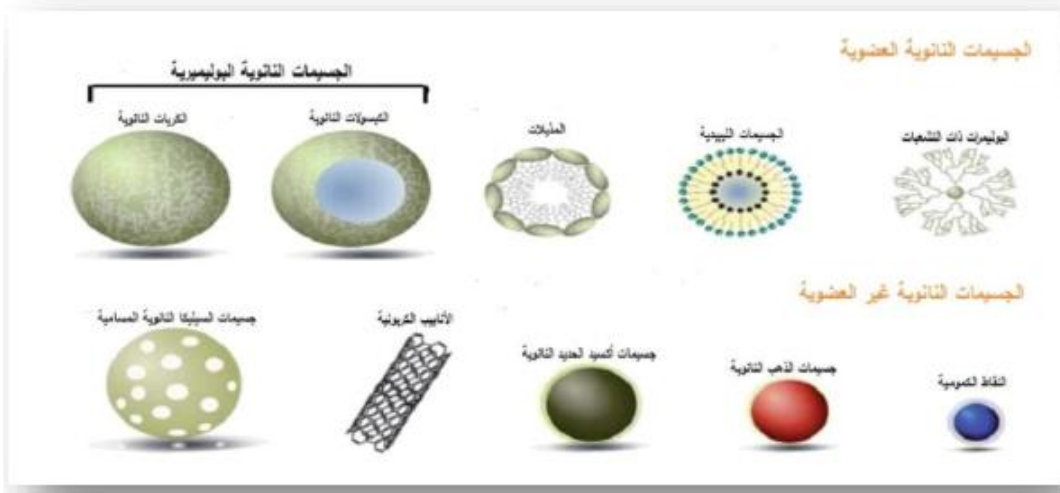 الجسيمات النانوية العضوية
الجسيمات النانوية البوليميرية
البوليمرات ذات التشعبات
الجسيمات الليبيدية
المذيلات
الكبسولات النانوية
الكريات النانوية
الجسيمات النانوية غير العضوية
النقاط الكمومية
جسيمات الذهب النانوية
جسيمات أكسيد الحديد النانوية
الأنابيب الكربونية
جسيمات السيليكا النانوية المسامية